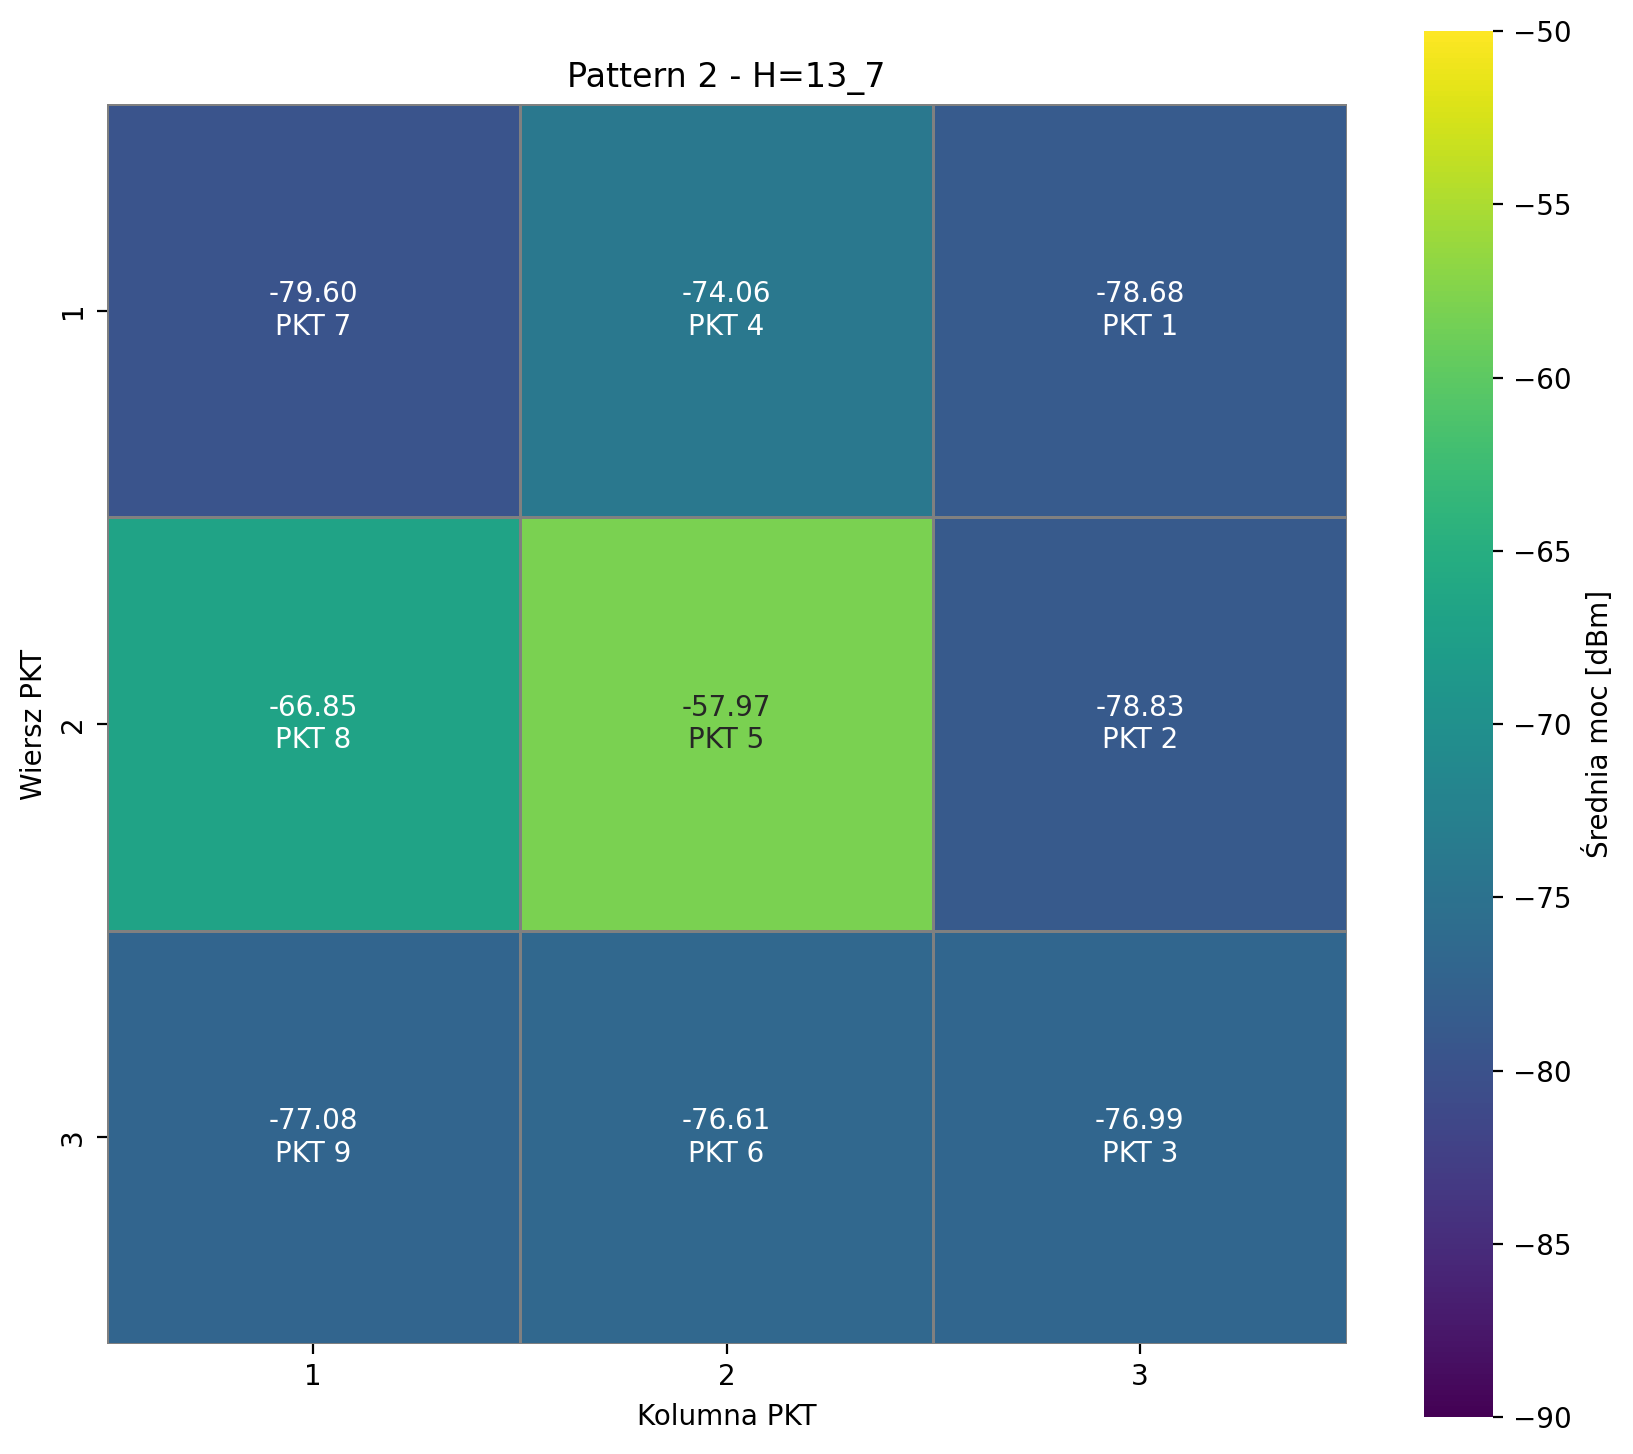 Pattern 2 - H=13_7
-79.60
PKT 7
-74.06
PKT 4
-78.68
PKT 1
-66.85
PKT 8
-57.97
PKT 5
-78.83
PKT 2
-77.08
PKT 9
-76.61
PKT 6
-76.99
PKT 3
1
2
3
Wiersz PKT
1
2
3
Kolumna PKT
−50
−55
−60
−65
−70
−75
−80
−85
−90
Średnia moc [dBm]